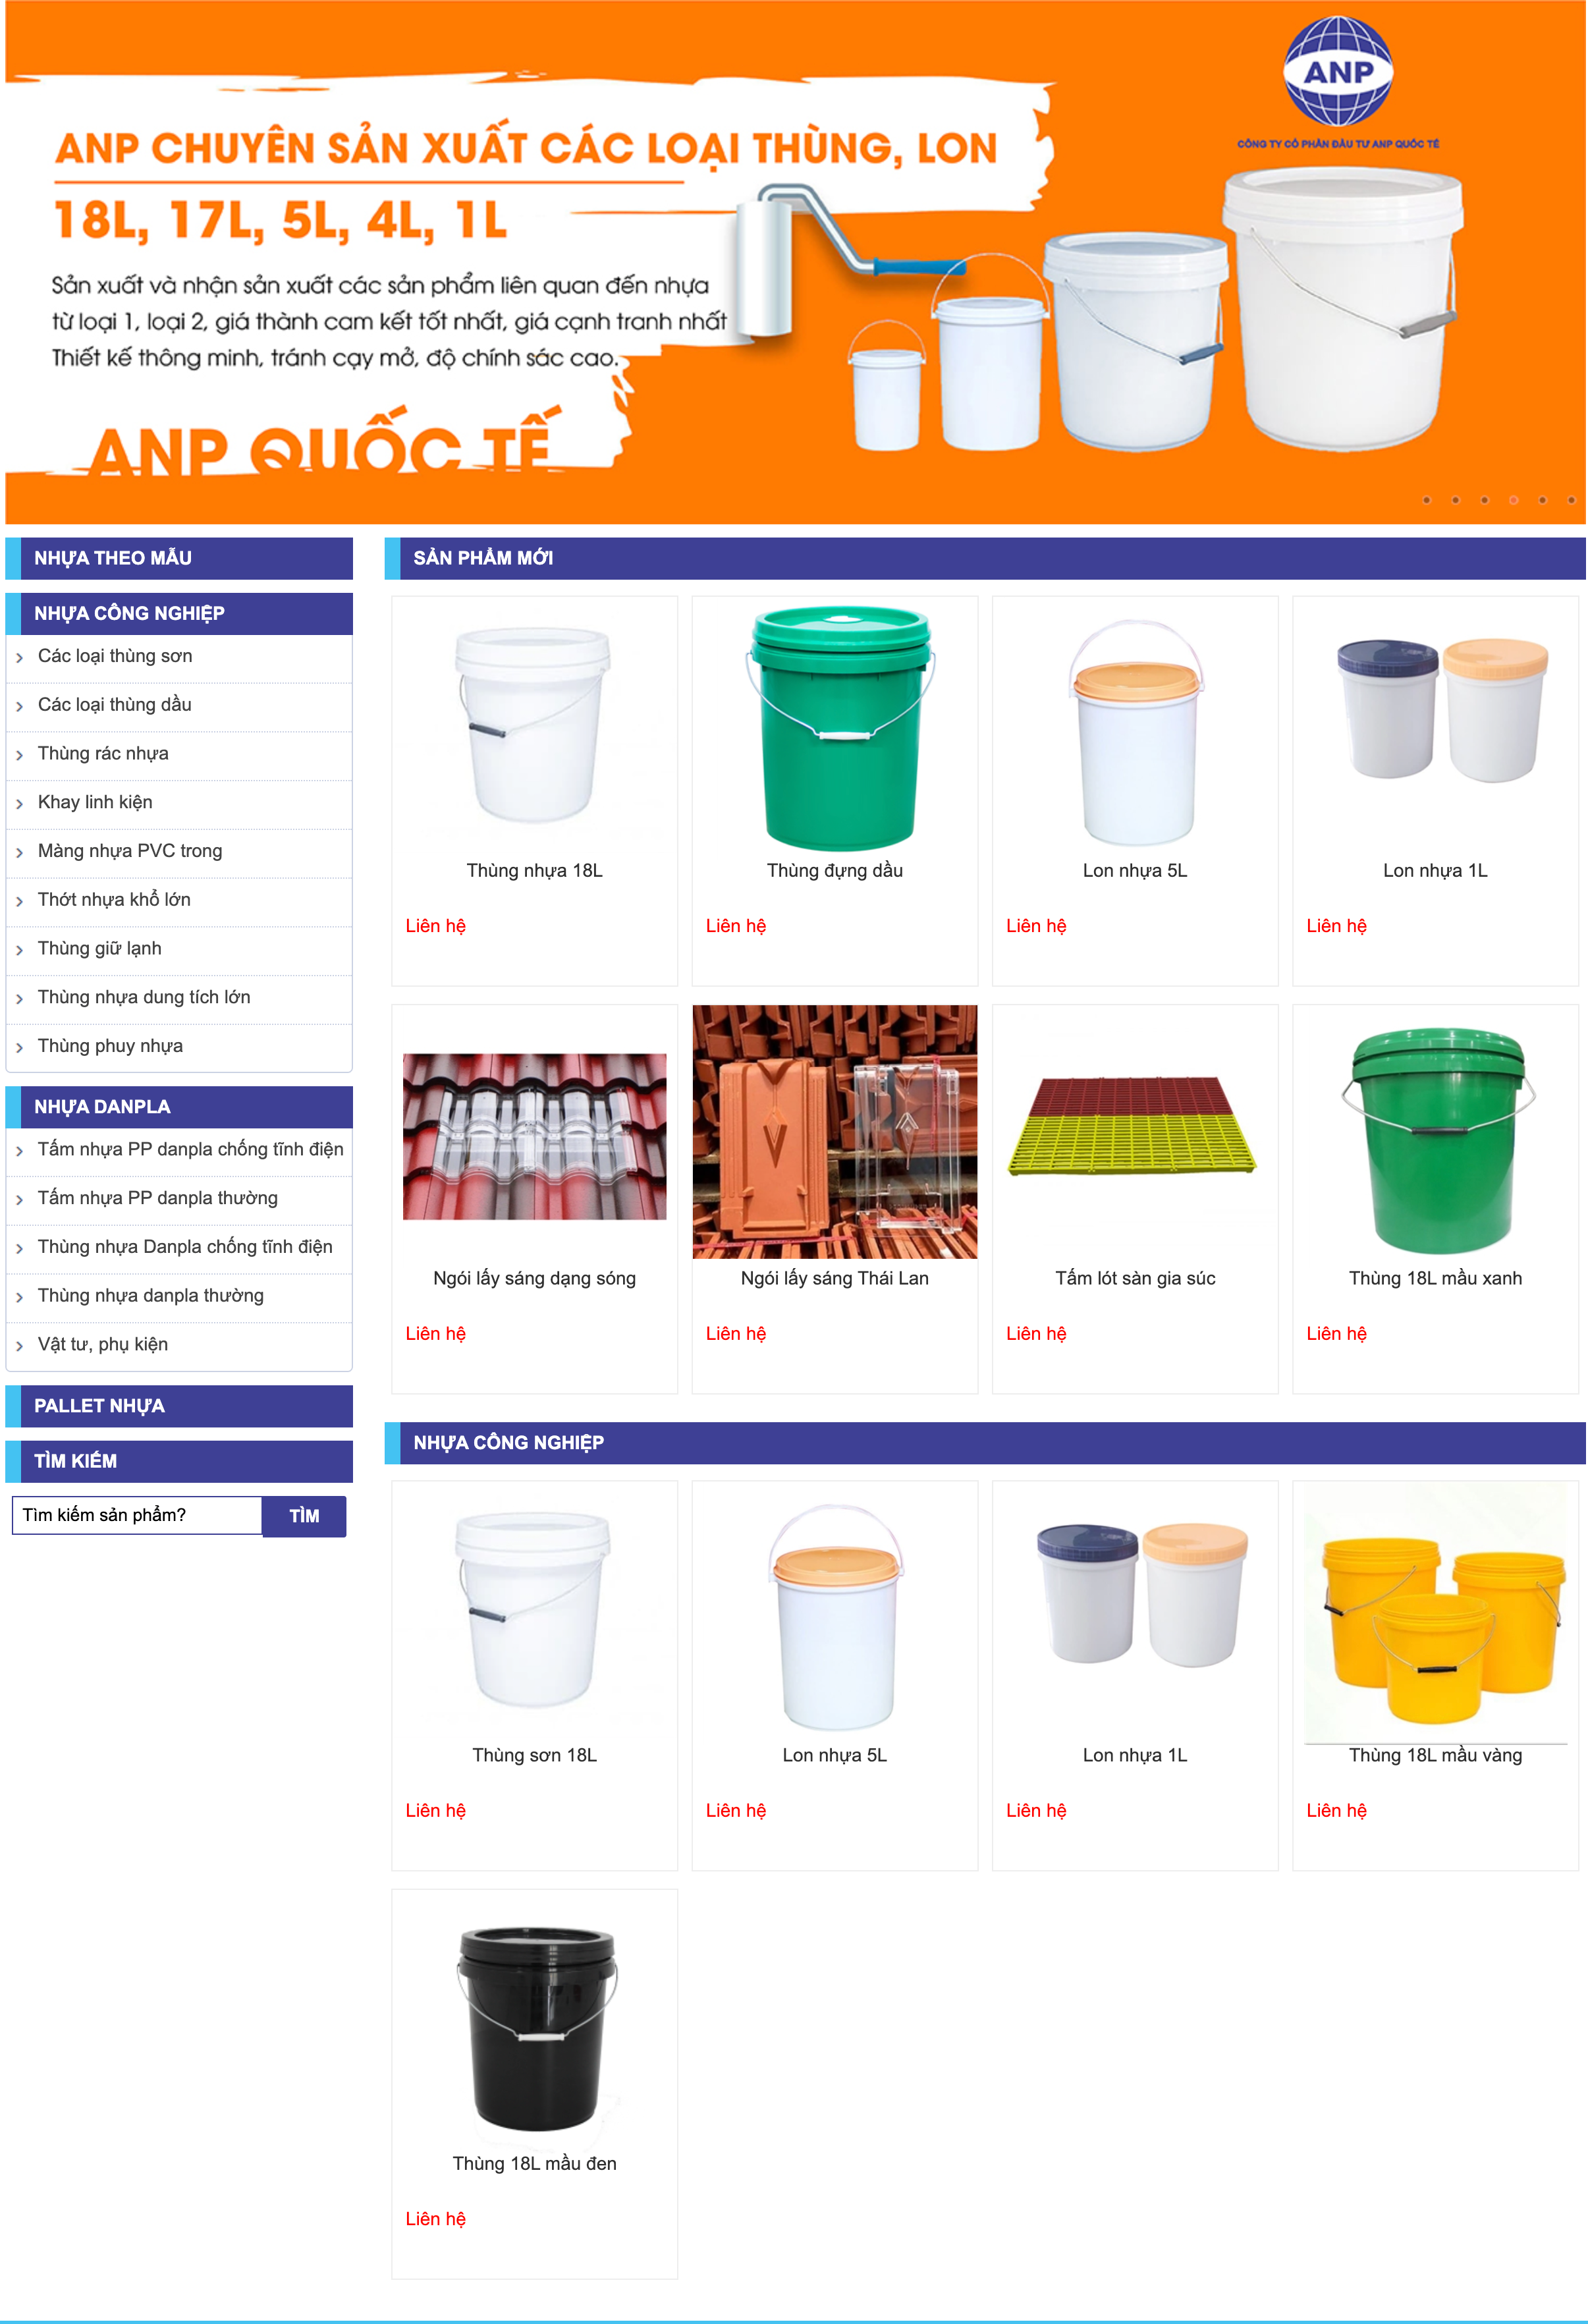 ANP
CÔNG TY CỔ PHẦN ĐẦU TƯ ANP QUỐC TẾ
ANP CHUYÊN SẢN XUẤT CÁC LOẠI THÙNG, LON
18L, 17L, 5L, 4L, 1L
Sản xuất và nhận sản xuất các sản phẩm liên quan đến nhựa
từ loại 1, loại 2, giá thành cam kết tốt nhất, giá cạnh tranh nhất
Thiết kế thông minh, tránh cạy mở, độ chính sác cao.
ANP QUỐC TẾ
NHỰA THEO MẪU
NHỰA CÔNG NGHIỆP
Các loại thùng sơn
Các loại thùng dầu
Thùng rác nhựa
Khay linh kiện
Màng nhựa PVC trong
Thớt nhựa khổ lớn
Thùng giữ lạnh
Thùng nhựa dung tích lớn
Thùng phuy nhựa
NHỰA DANPLA
Tấm nhựa PP danpla chống tĩnh điện
Tấm nhựa PP danpla thường
Thùng nhựa Danpla chống tĩnh điện
Thùng nhựa danpla thường
Vật tư, phụ kiện
PALLET NHỰA
TÌM KIẾM
Tìm kiếm sản phẩm?
TÌM
SẢN PHẨM MỚI
Thùng nhựa 18L
Liên hệ
Thùng đựng dầu
Liên hệ
Lon nhựa 5L
Liên hệ
Lon nhựa 1L
Liên hệ
Ngói lấy sáng dạng sóng
Liên hệ
Ngói lấy sáng Thái Lan
Liên hệ
Tấm lót sàn gia súc
Liên hệ
Thùng 18L mầu xanh
Liên hệ
NHỰA CÔNG NGHIỆP
Thùng sơn 18L
Liên hệ
Lon nhựa 5L
Liên hệ
Lon nhựa 1L
Liên hệ
Thùng 18L mầu vàng
Liên hệ
Thùng 18L mầu đen
Liên hệ